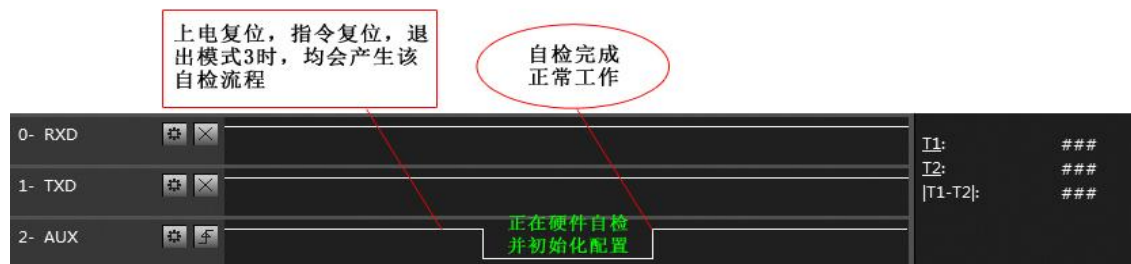 上电复位，指令复位，退
出模式3时，均会产生该
自检流程
自检完成
正常工作
0- RXD
T1: ###
T2: ###
1- TXD
|T1-T2|: ###
正在硬件自检
2- AUX
并初始化配置